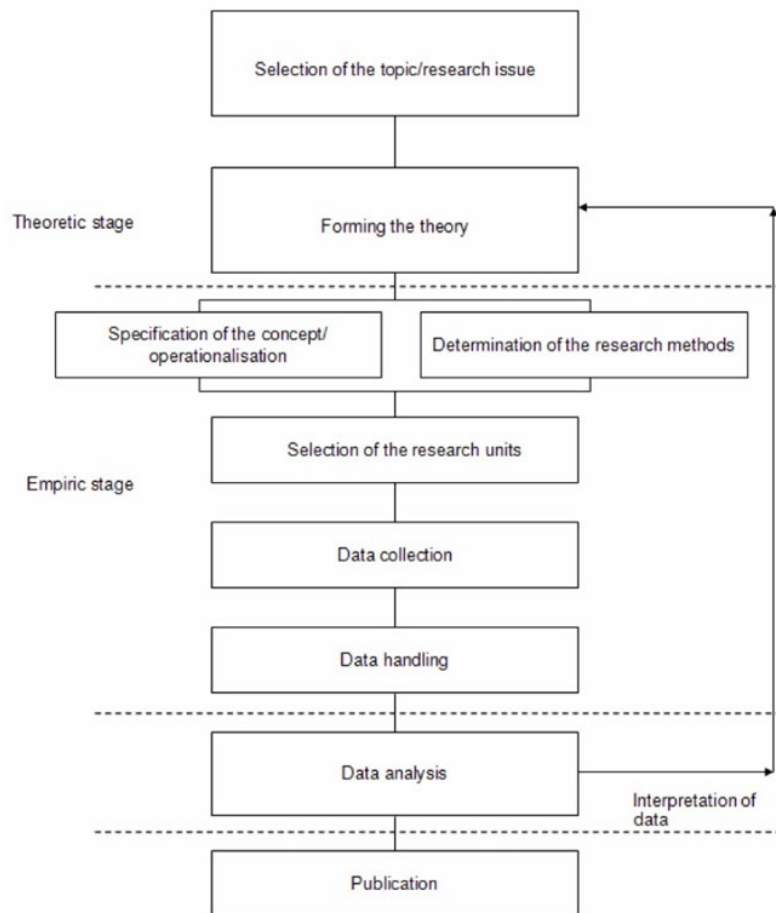 Selection of the topic/research issue
Theoretic stage
Forming the theory
Specification of the concept/
operationalisation
Determination of the research methods
Selection of the research units
Empiric stage
Data collection
Data handling
Data analysis
Interpretation of
data
Publication